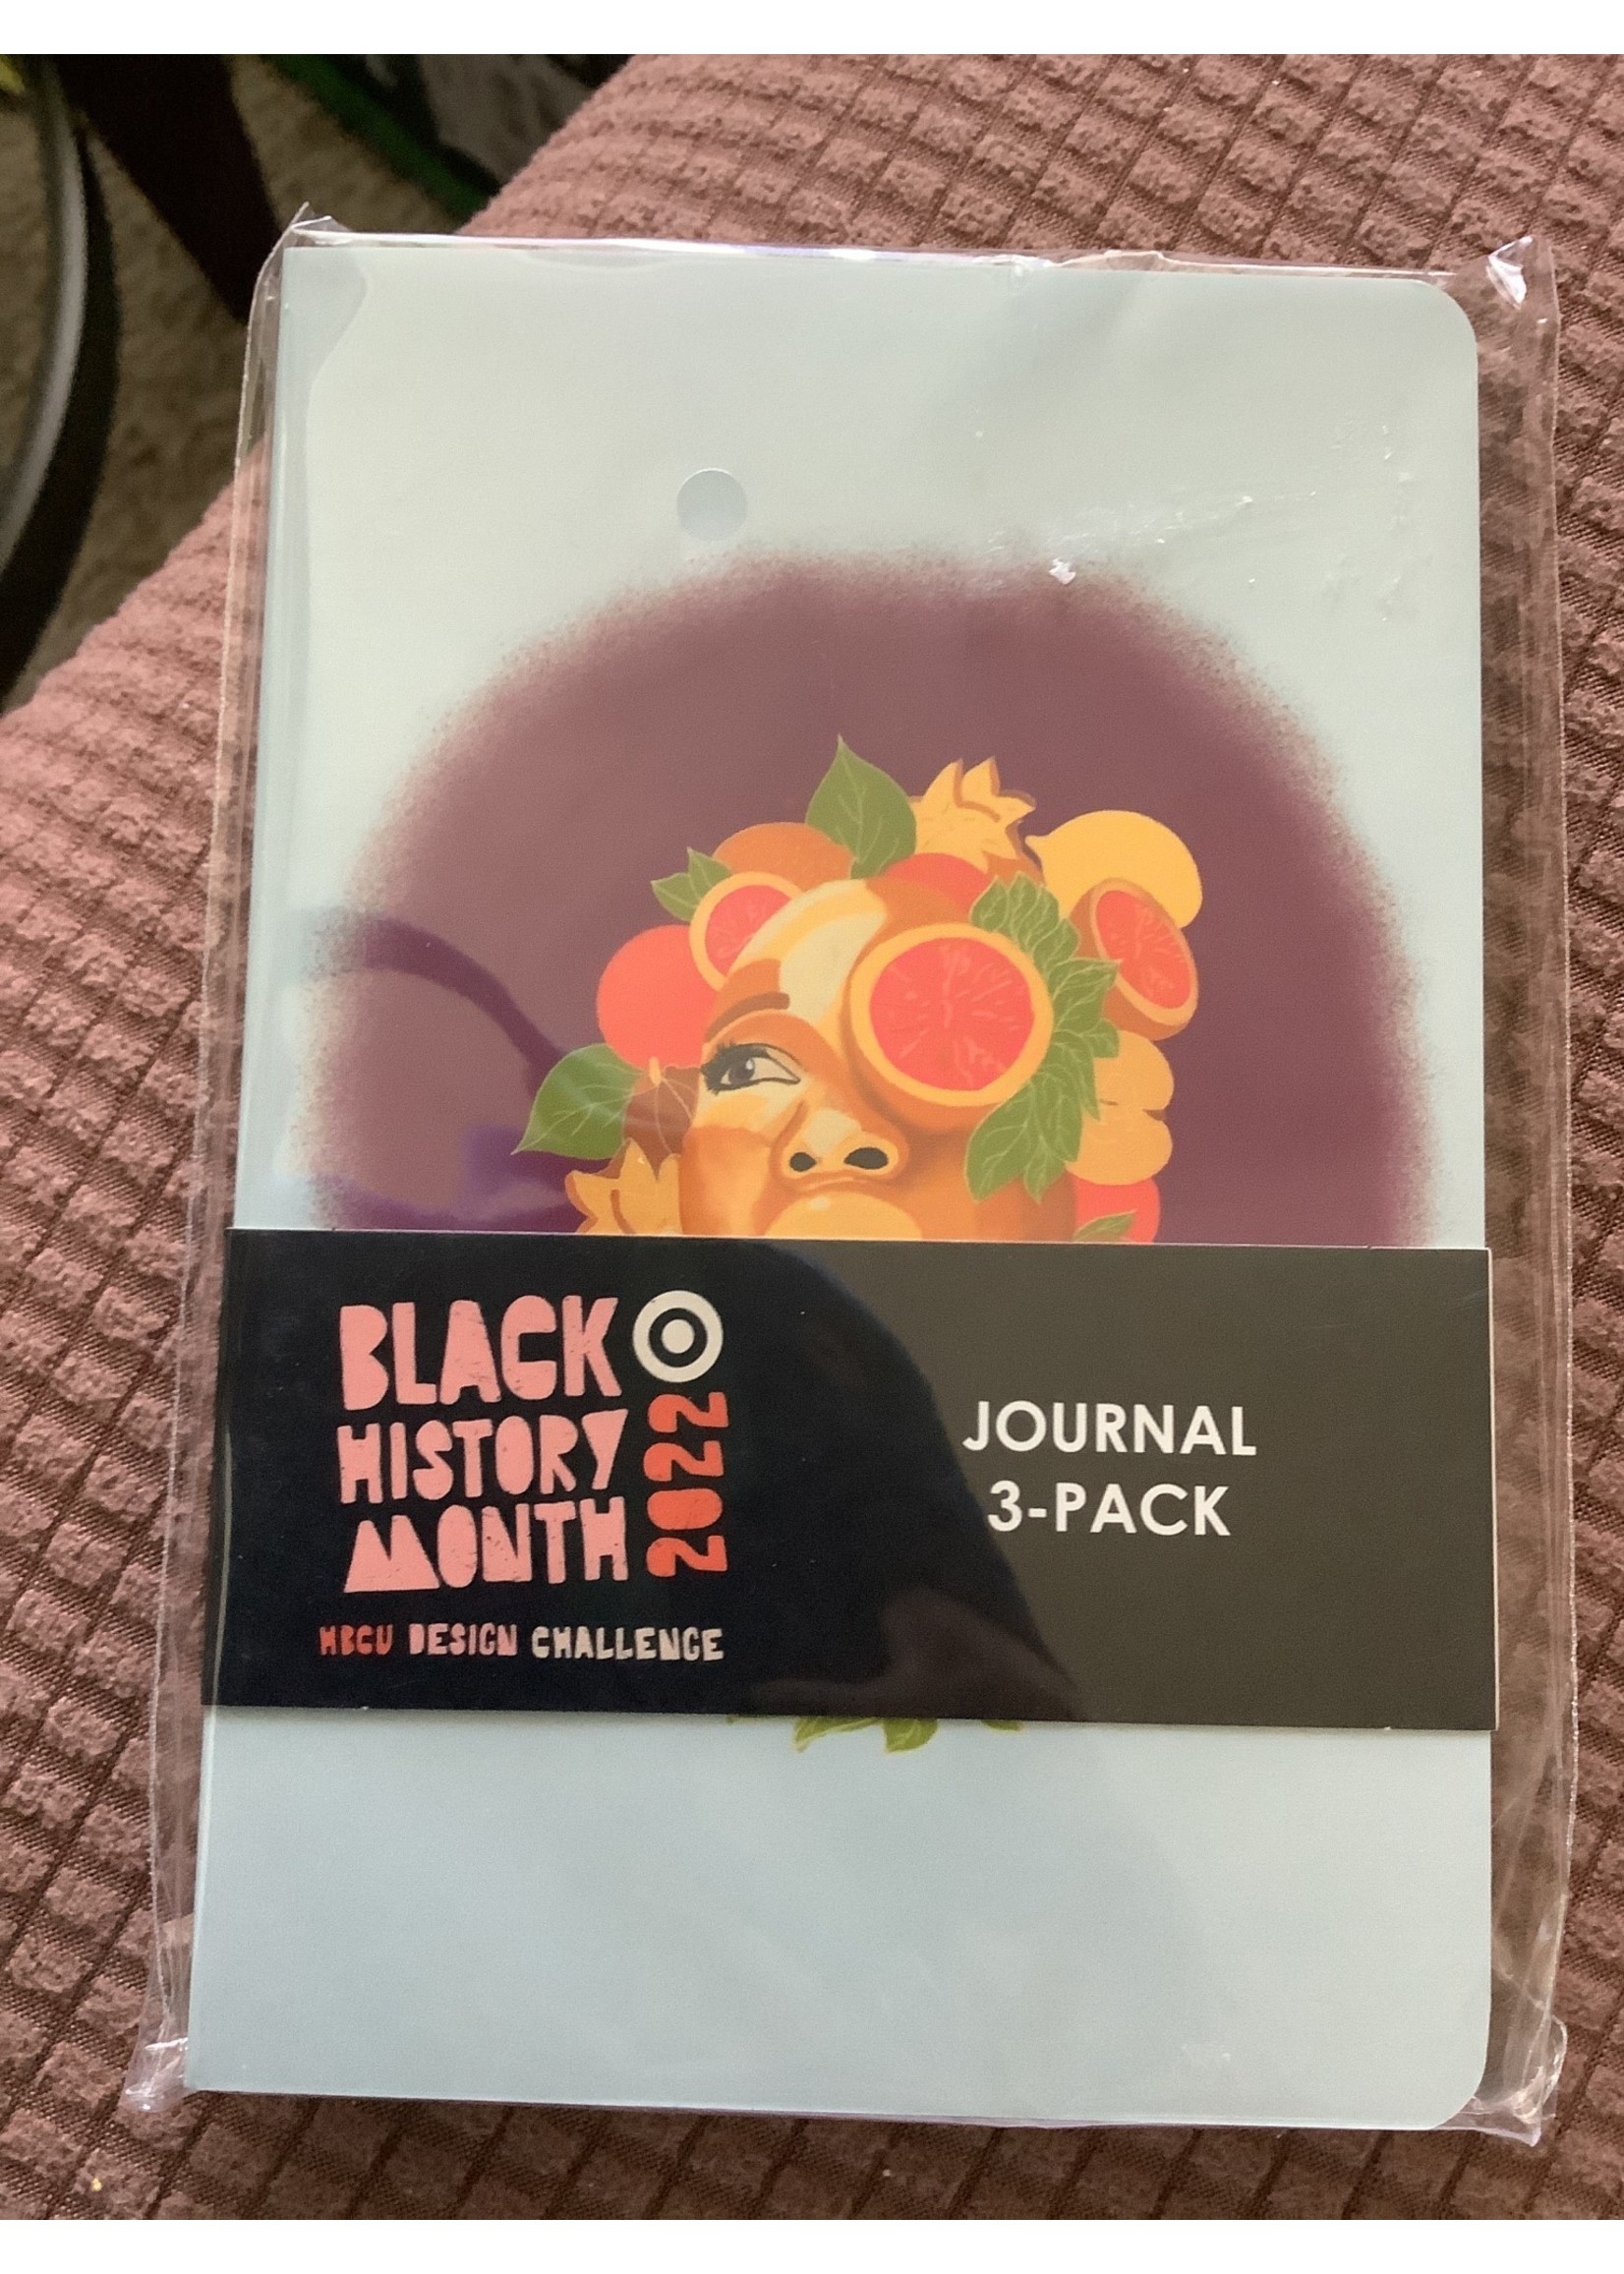 BLACK
HISTORY
MONTH
2022
HBCU DESIGN CHALLENGE
JOURNAL
3-PACK